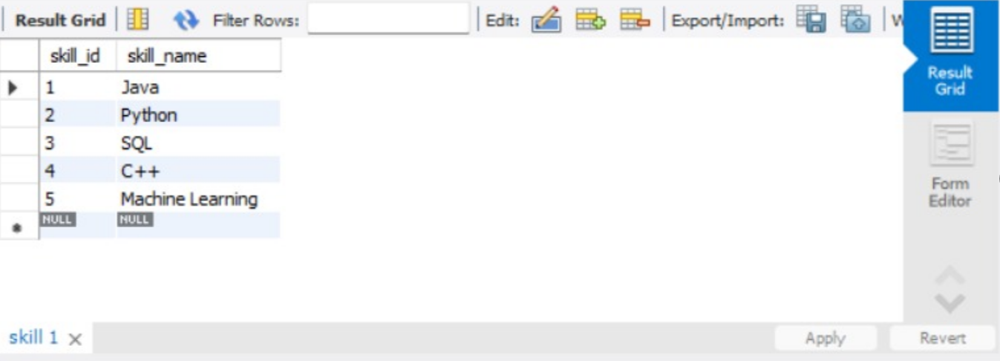 Result Grid Filter Rows: Edit: Export/Import: W
skill_id skill_name
1 Java
2 Python
3 SQL
4 C++
5 Machine Learning
NULL NULL
Result
Grid
Form
Editor
skill 1 Apply Revert